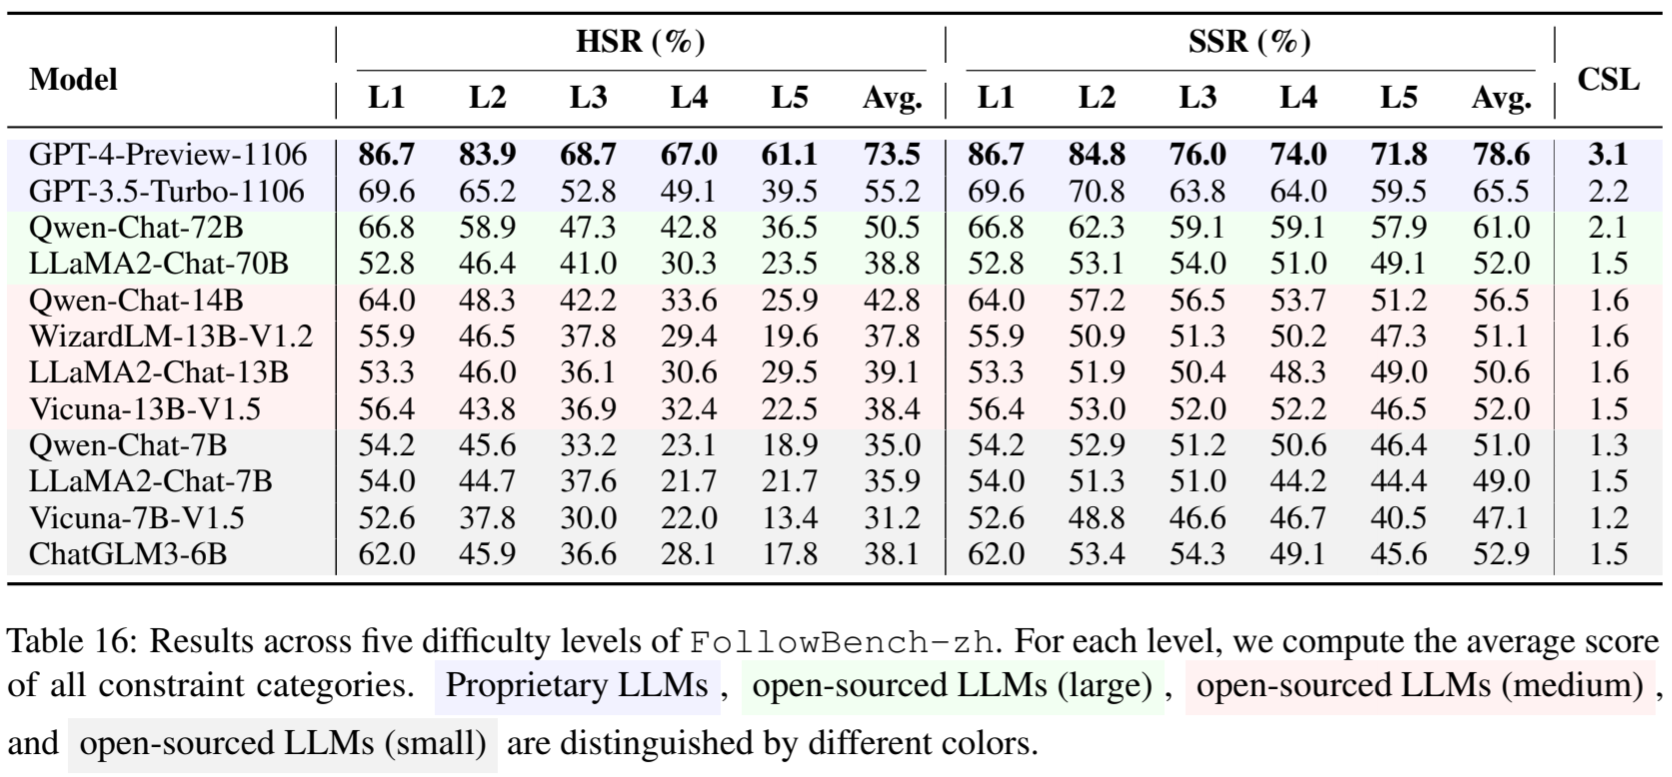 Model HSR (%) SSR (%) CSL
L1 L2 L3 L4 L5 Avg. L1 L2 L3 L4 L5 Avg.
GPT-4-Preview-1106 86.7 83.9 68.7 67.0 61.1 73.5 86.7 84.8 76.0 74.0 71.8 78.6 3.1
GPT-3.5-Turbo-1106 69.6 65.2 52.8 49.1 39.5 55.2 69.6 70.8 63.8 64.0 59.5 65.5 2.2
Qwen-Chat-72B 66.8 58.9 47.3 42.8 36.5 50.5 66.8 62.3 59.1 59.1 57.9 61.0 2.1
LLaMA2-Chat-70B 52.8 46.4 41.0 30.3 23.5 38.8 52.8 53.1 54.0 51.0 49.1 52.0 1.5
Qwen-Chat-14B 64.0 48.3 42.2 33.6 25.9 42.8 64.0 57.2 56.5 53.7 51.2 56.5 1.6
WizardLM-13B-V1.2 55.9 46.5 37.8 29.4 19.6 37.8 55.9 50.9 51.3 50.2 47.3 51.1 1.6
LLaMA2-Chat-13B 53.3 46.0 36.1 30.6 29.5 39.1 53.3 51.9 50.4 48.3 49.0 50.6 1.6
Vicuna-13B-V1.5 56.4 43.8 36.9 32.4 22.5 38.4 56.4 53.0 52.0 52.2 46.5 52.0 1.5
Qwen-Chat-7B 54.2 45.6 33.2 23.1 18.9 35.0 54.2 52.9 51.2 50.6 46.4 51.0 1.3
LLaMA2-Chat-7B 54.0 44.7 37.6 21.7 21.7 35.9 54.0 51.3 51.0 44.2 44.4 49.0 1.5
Vicuna-7B-V1.5 52.6 37.8 30.0 22.0 13.4 31.2 52.6 48.8 46.6 46.7 40.5 47.1 1.2
ChatGLM3-6B 62.0 45.9 36.6 28.1 17.8 38.1 62.0 53.4 54.3 49.1 45.6 52.9 1.5
Table 16: Results across five difficulty levels of FollowBench-zh. For each level, we compute the average score
of all constraint categories. Proprietary LLMs , open-sourced LLMs (large) , open-sourced LLMs (medium) ,
and open-sourced LLMs (small) are distinguished by different colors.